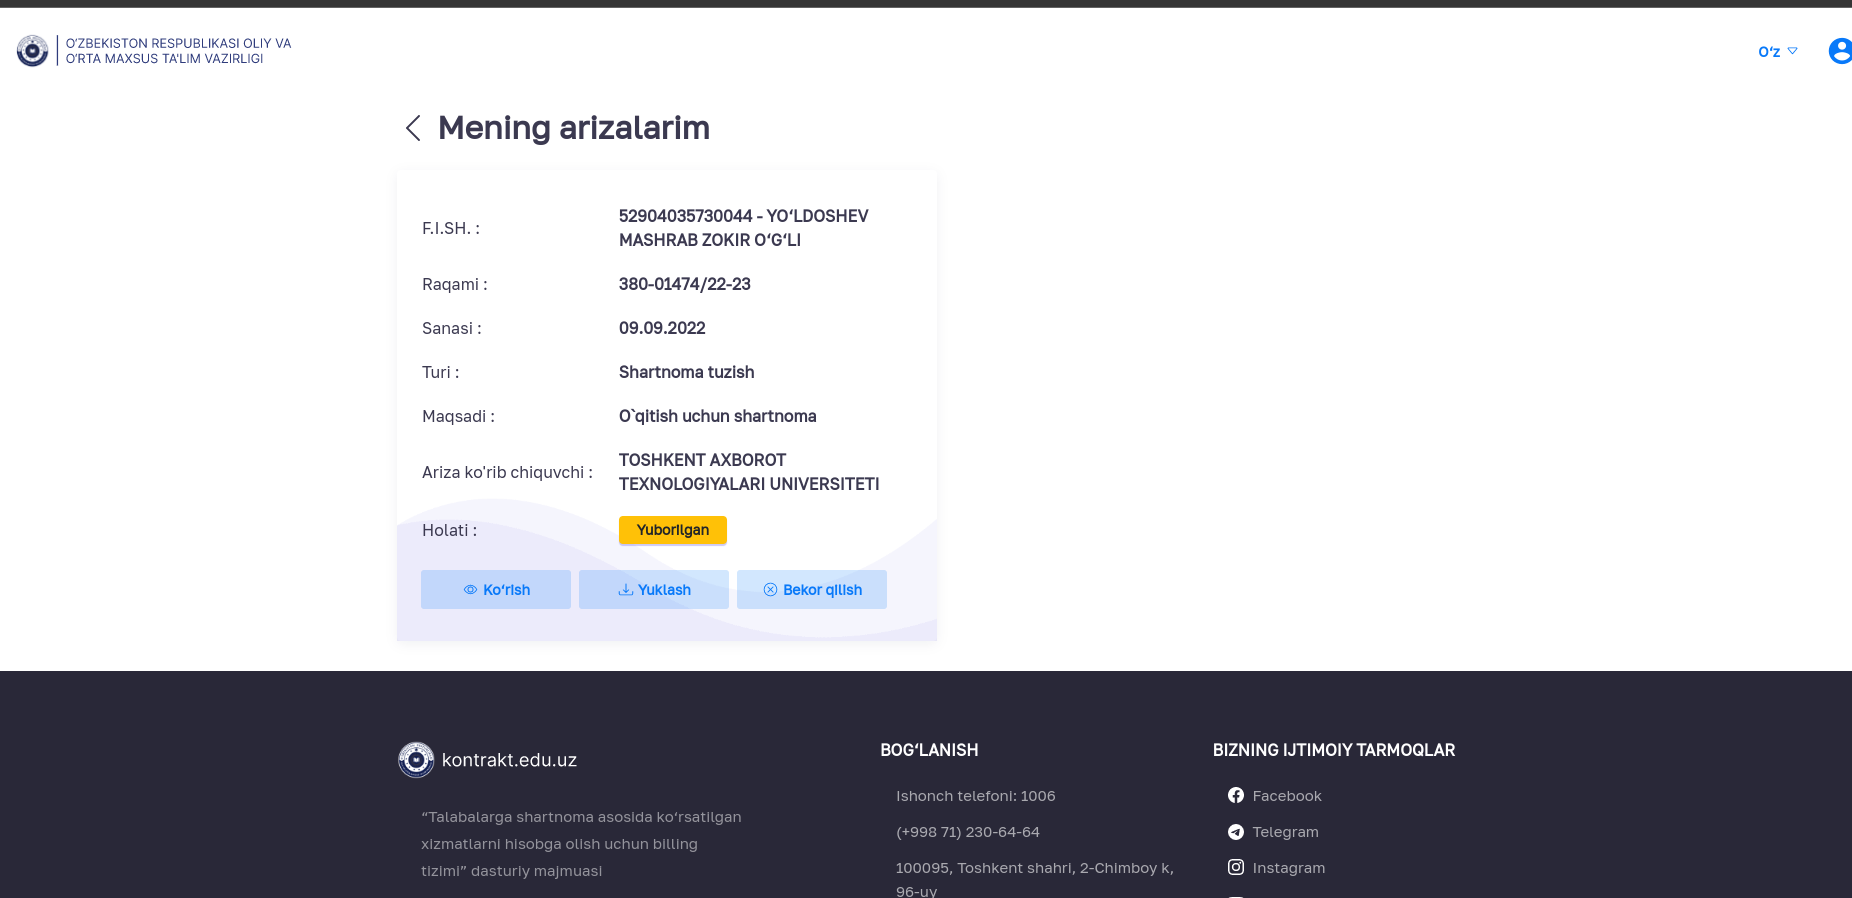 O‘ZBEKISTON RESPUBLIKASI OLIY VA
O‘RTA MAXSUS TA'LIM VAZIRLIGI
O‘z
Mening arizalarim
F.I.SH. :
52904035730044 - YO‘LDOSHEV
MASHRAB ZOKIR O‘G‘LI
Raqami :
380-01474/22-23
Sanasi :
09.09.2022
Turi :
Shartnoma tuzish
Maqsadi :
O`qitish uchun shartnoma
Ariza ko'rib chiquvchi :
TOSHKENT AXBOROT
TEXNOLOGIYALARI UNIVERSITETI
Holati :
Yuborilgan
Ko‘rish
Yuklash
Bekor qilish
kontrakt.edu.uz
“Talabalarga shartnoma asosida ko‘rsatilgan
xizmatlarni hisobga olish uchun billing
tizimi” dasturiy majmuasi
BOG‘LANISH
Ishonch telefoni: 1006
(+998 71) 230-64-64
100095, Toshkent shahri, 2-Chimboy k,
96-uy
BIZNING IJTIMOIY TARMOQLAR
Facebook
Telegram
Instagram